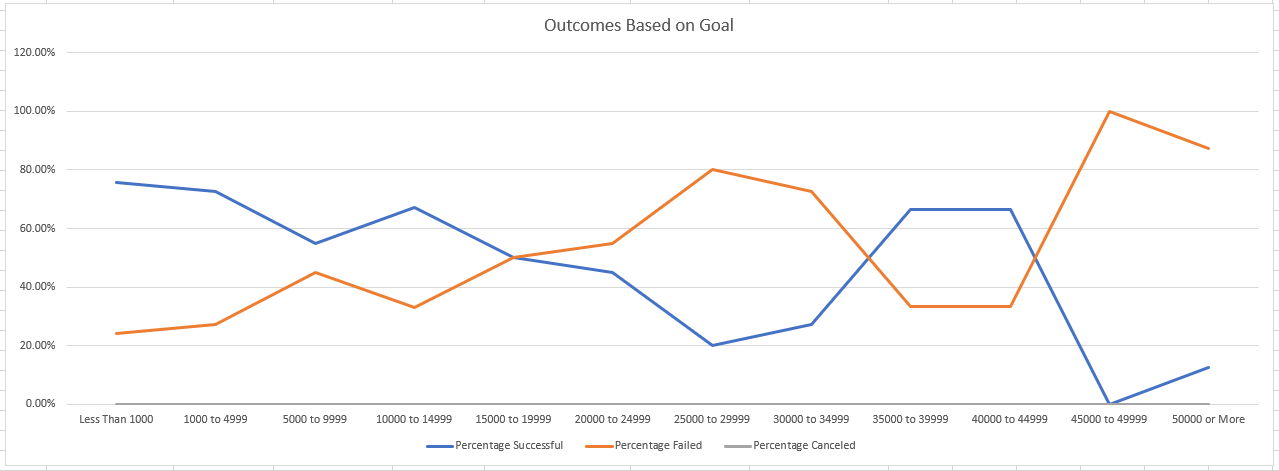 Outcomes Based on Goal
120.00%
100.00%
80.00%
60.00%
40.00%
20.00%
0.00%
Less Than 1000 1000 to 4999 5000 to 9999 10000 to 14999 15000 to 19999 20000 to 24999 25000 to 29999 30000 to 34999 35000 to 39999 40000 to 44999 45000 to 49999 50000 or More
Percentage Successful Percentage Failed Percentage Canceled